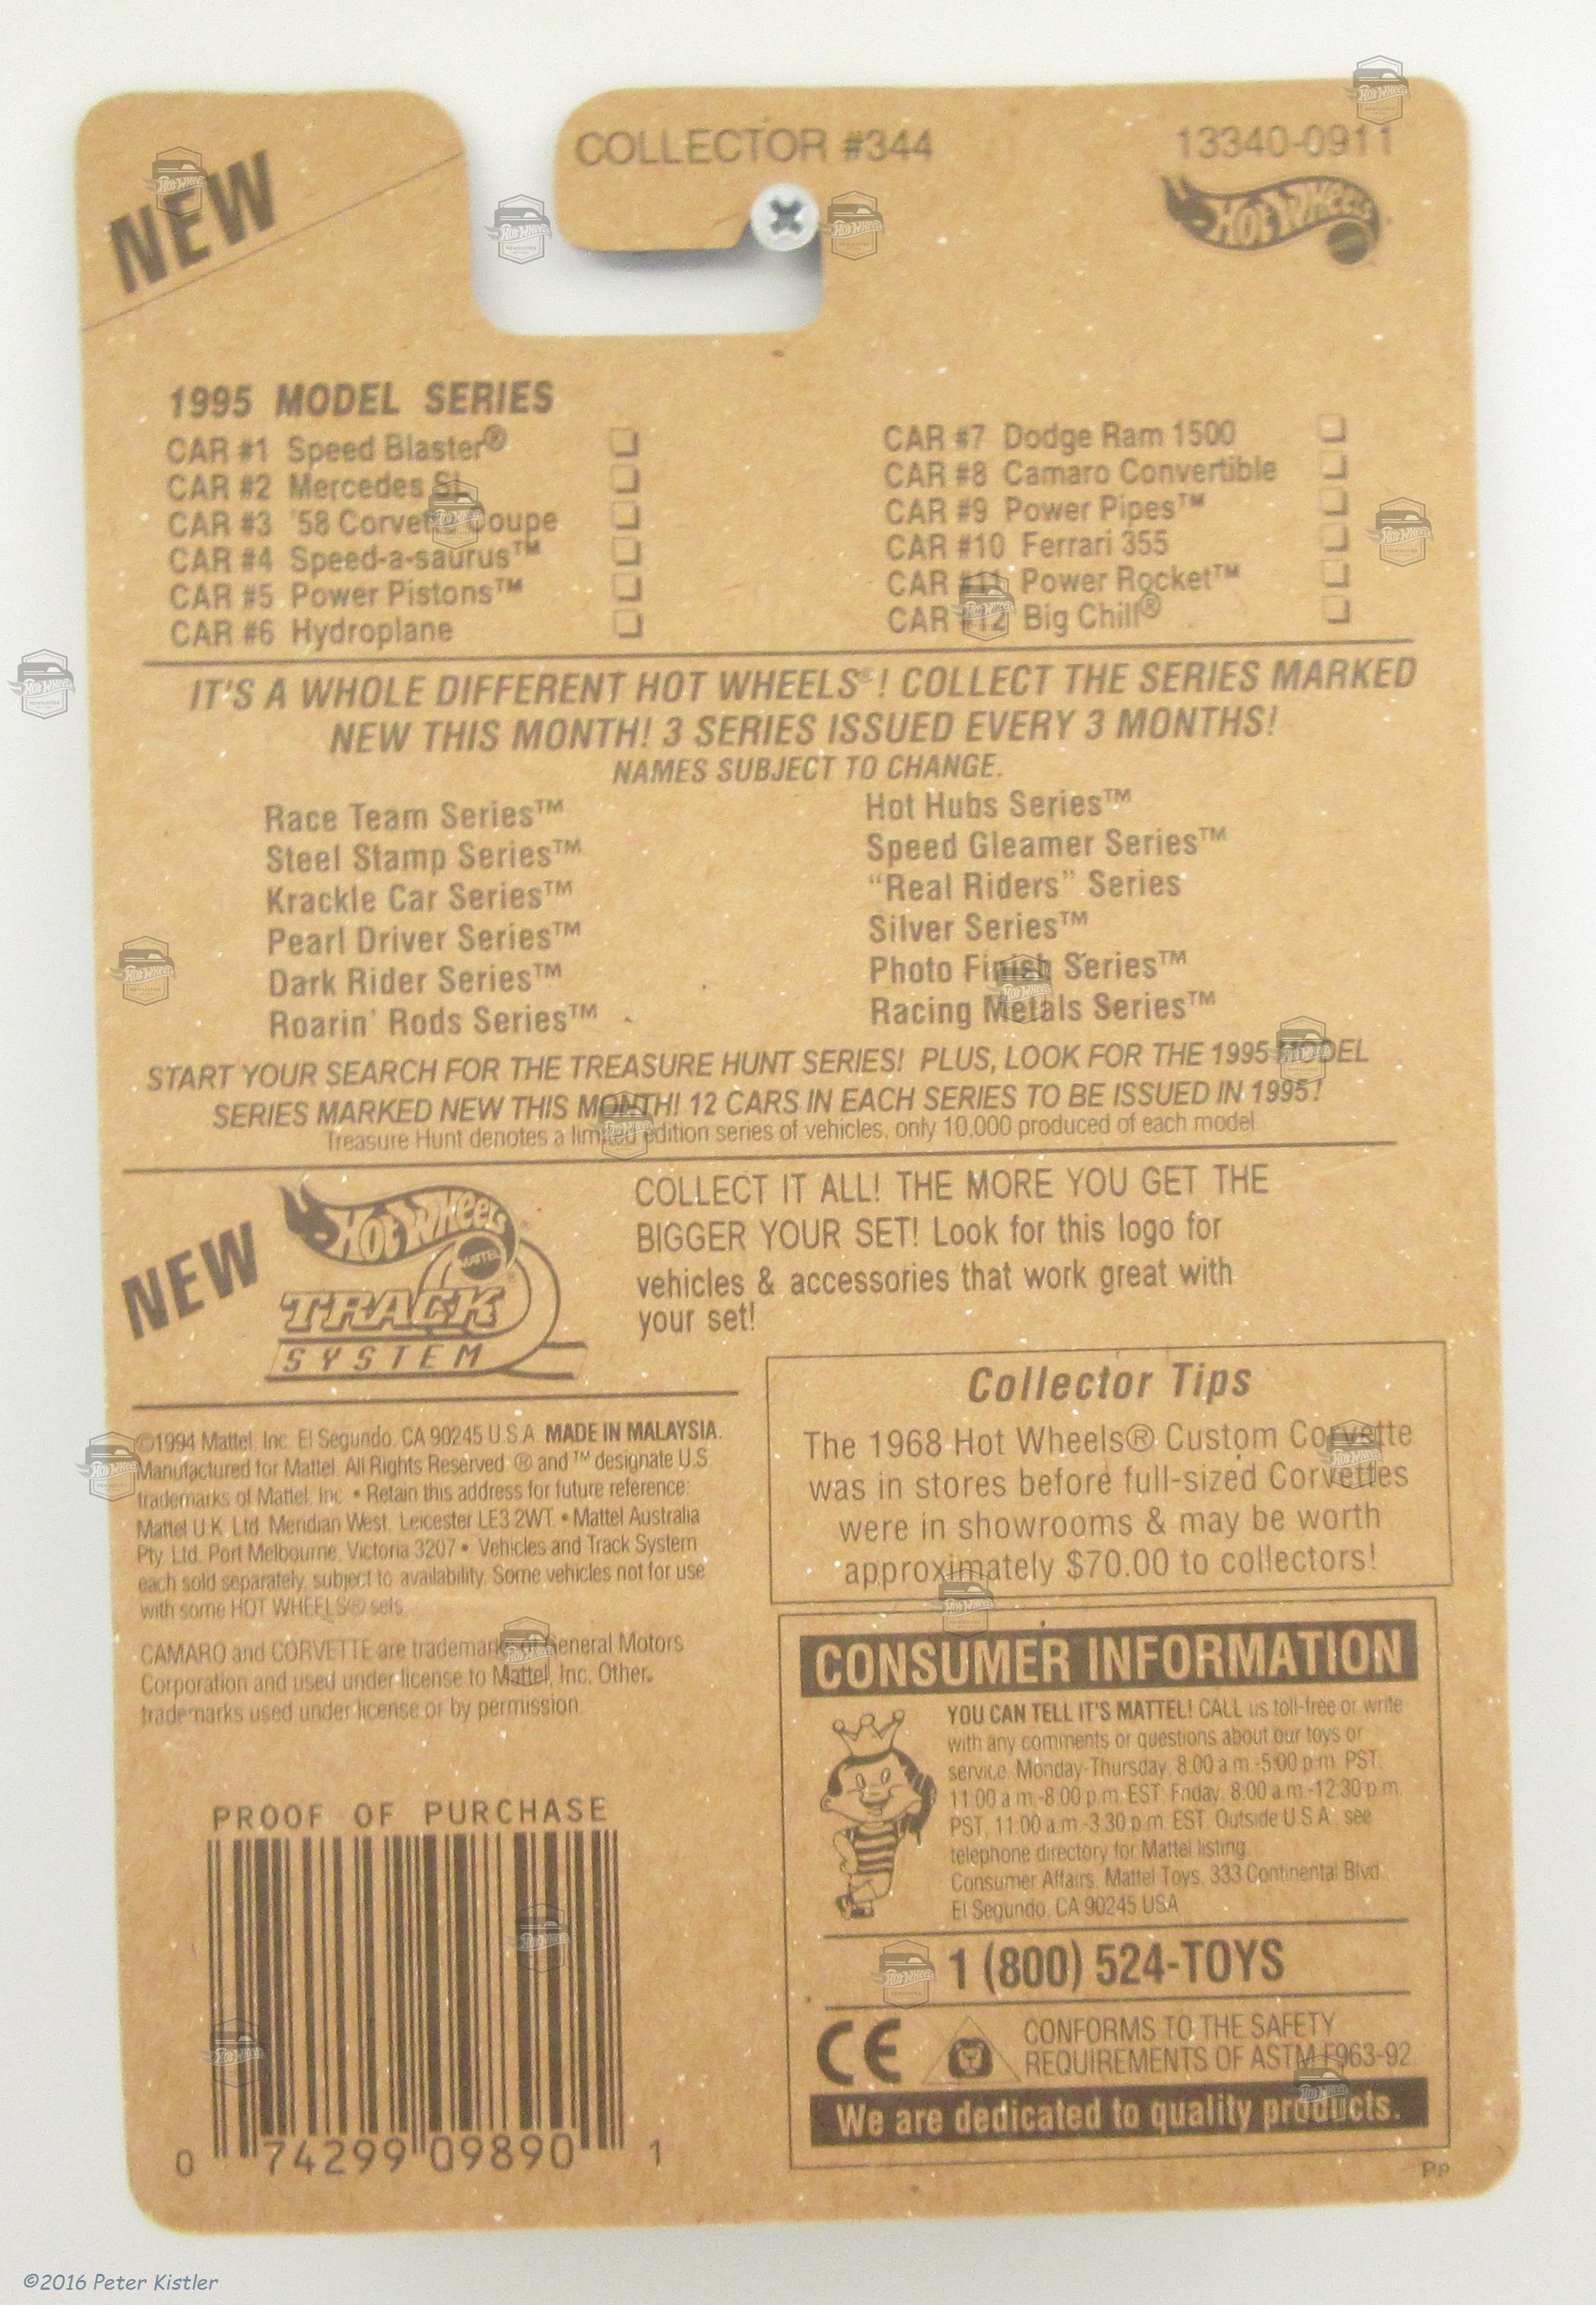 NEW
COLLECTOR #344
13340-0911
HOT WHEELS
1995 MODEL SERIES
CAR #1 Speed Blaster®
CAR #2 Mercedes SL
CAR #3 '58 Corvette Coupe
CAR #4 Speed-a-saurus™
CAR #5 Power Pistons™
CAR #6 Hydroplane
CAR #7 Dodge Ram 1500
CAR #8 Camaro Convertible
CAR #9 Power Pipes™
CAR #10 Ferrari 355
CAR #11 Power Rocket™
CAR #12 Big Chill®
IT'S A WHOLE DIFFERENT HOT WHEELS®! COLLECT THE SERIES MARKED
NEW THIS MONTH! 3 SERIES ISSUED EVERY 3 MONTHS!
NAMES SUBJECT TO CHANGE.
Race Team Series™
Steel Stamp Series™
Krackle Car Series™
Pearl Driver Series™
Dark Rider Series™
Roarin' Rods Series™
Hot Hubs Series™
Speed Gleamer Series™
“Real Riders” Series
Silver Series™
Photo Finish Series™
Racing Metals Series™
START YOUR SEARCH FOR THE TREASURE HUNT SERIES! PLUS, LOOK FOR THE 1995 MODEL
SERIES MARKED NEW THIS MONTH! 12 CARS IN EACH SERIES TO BE ISSUED IN 1995!
Treasure Hunt denotes a limited edition series of vehicles, only 10,000 produced of each model
NEW
HOT WHEELS
MATTEL
TRACK
SYSTEM
COLLECT IT ALL! THE MORE YOU GET THE
BIGGER YOUR SET! Look for this logo for
vehicles & accessories that work great with
your set!
©1994 Mattel, Inc. El Segundo, CA 90245 U.S.A. MADE IN MALAYSIA.
Manufactured for Mattel. All Rights Reserved. ® and ™ designate U.S.
trademarks of Mattel, Inc. • Retain this address for future reference:
Mattel U.K. Ltd. Meridian West, Leicester LE3 2WT. • Mattel Australia
Pty. Ltd. Port Melbourne, Victoria 3207 • Vehicles and Track System
each sold separately, subject to availability. Some vehicles not for use
with some HOT WHEELS® sets
CAMARO and CORVETTE are trademarks of General Motors
Corporation and used under license to Mattel, Inc. Other
trademarks used under license or by permission.
Collector Tips
The 1968 Hot Wheels® Custom Corvette
was in stores before full-sized Corvettes
were in showrooms & may be worth
approximately $70.00 to collectors!
CONSUMER INFORMATION
YOU CAN TELL IT'S MATTEL! CALL us toll-free or write
with any comments or questions about our toys or
service. Monday-Thursday, 8:00 a.m.-5:00 p.m. PST,
11:00 a.m.-8:00 p.m. EST; Friday, 8:00 a.m.-12:30 p.m.
PST, 11:00 a.m.-3:30 p.m. EST. Outside U.S.A. see
telephone directory for Mattel listing.
Consumer Affairs, Mattel Toys, 333 Continental Blvd.
El Segundo, CA 90245 USA
1 (800) 524-TOYS
CE
CONFORMS TO THE SAFETY
REQUIREMENTS OF ASTM F963-92
We are dedicated to quality products.
PROOF OF PURCHASE
0 74299 09890 1
PP
©2016 Peter Kistler